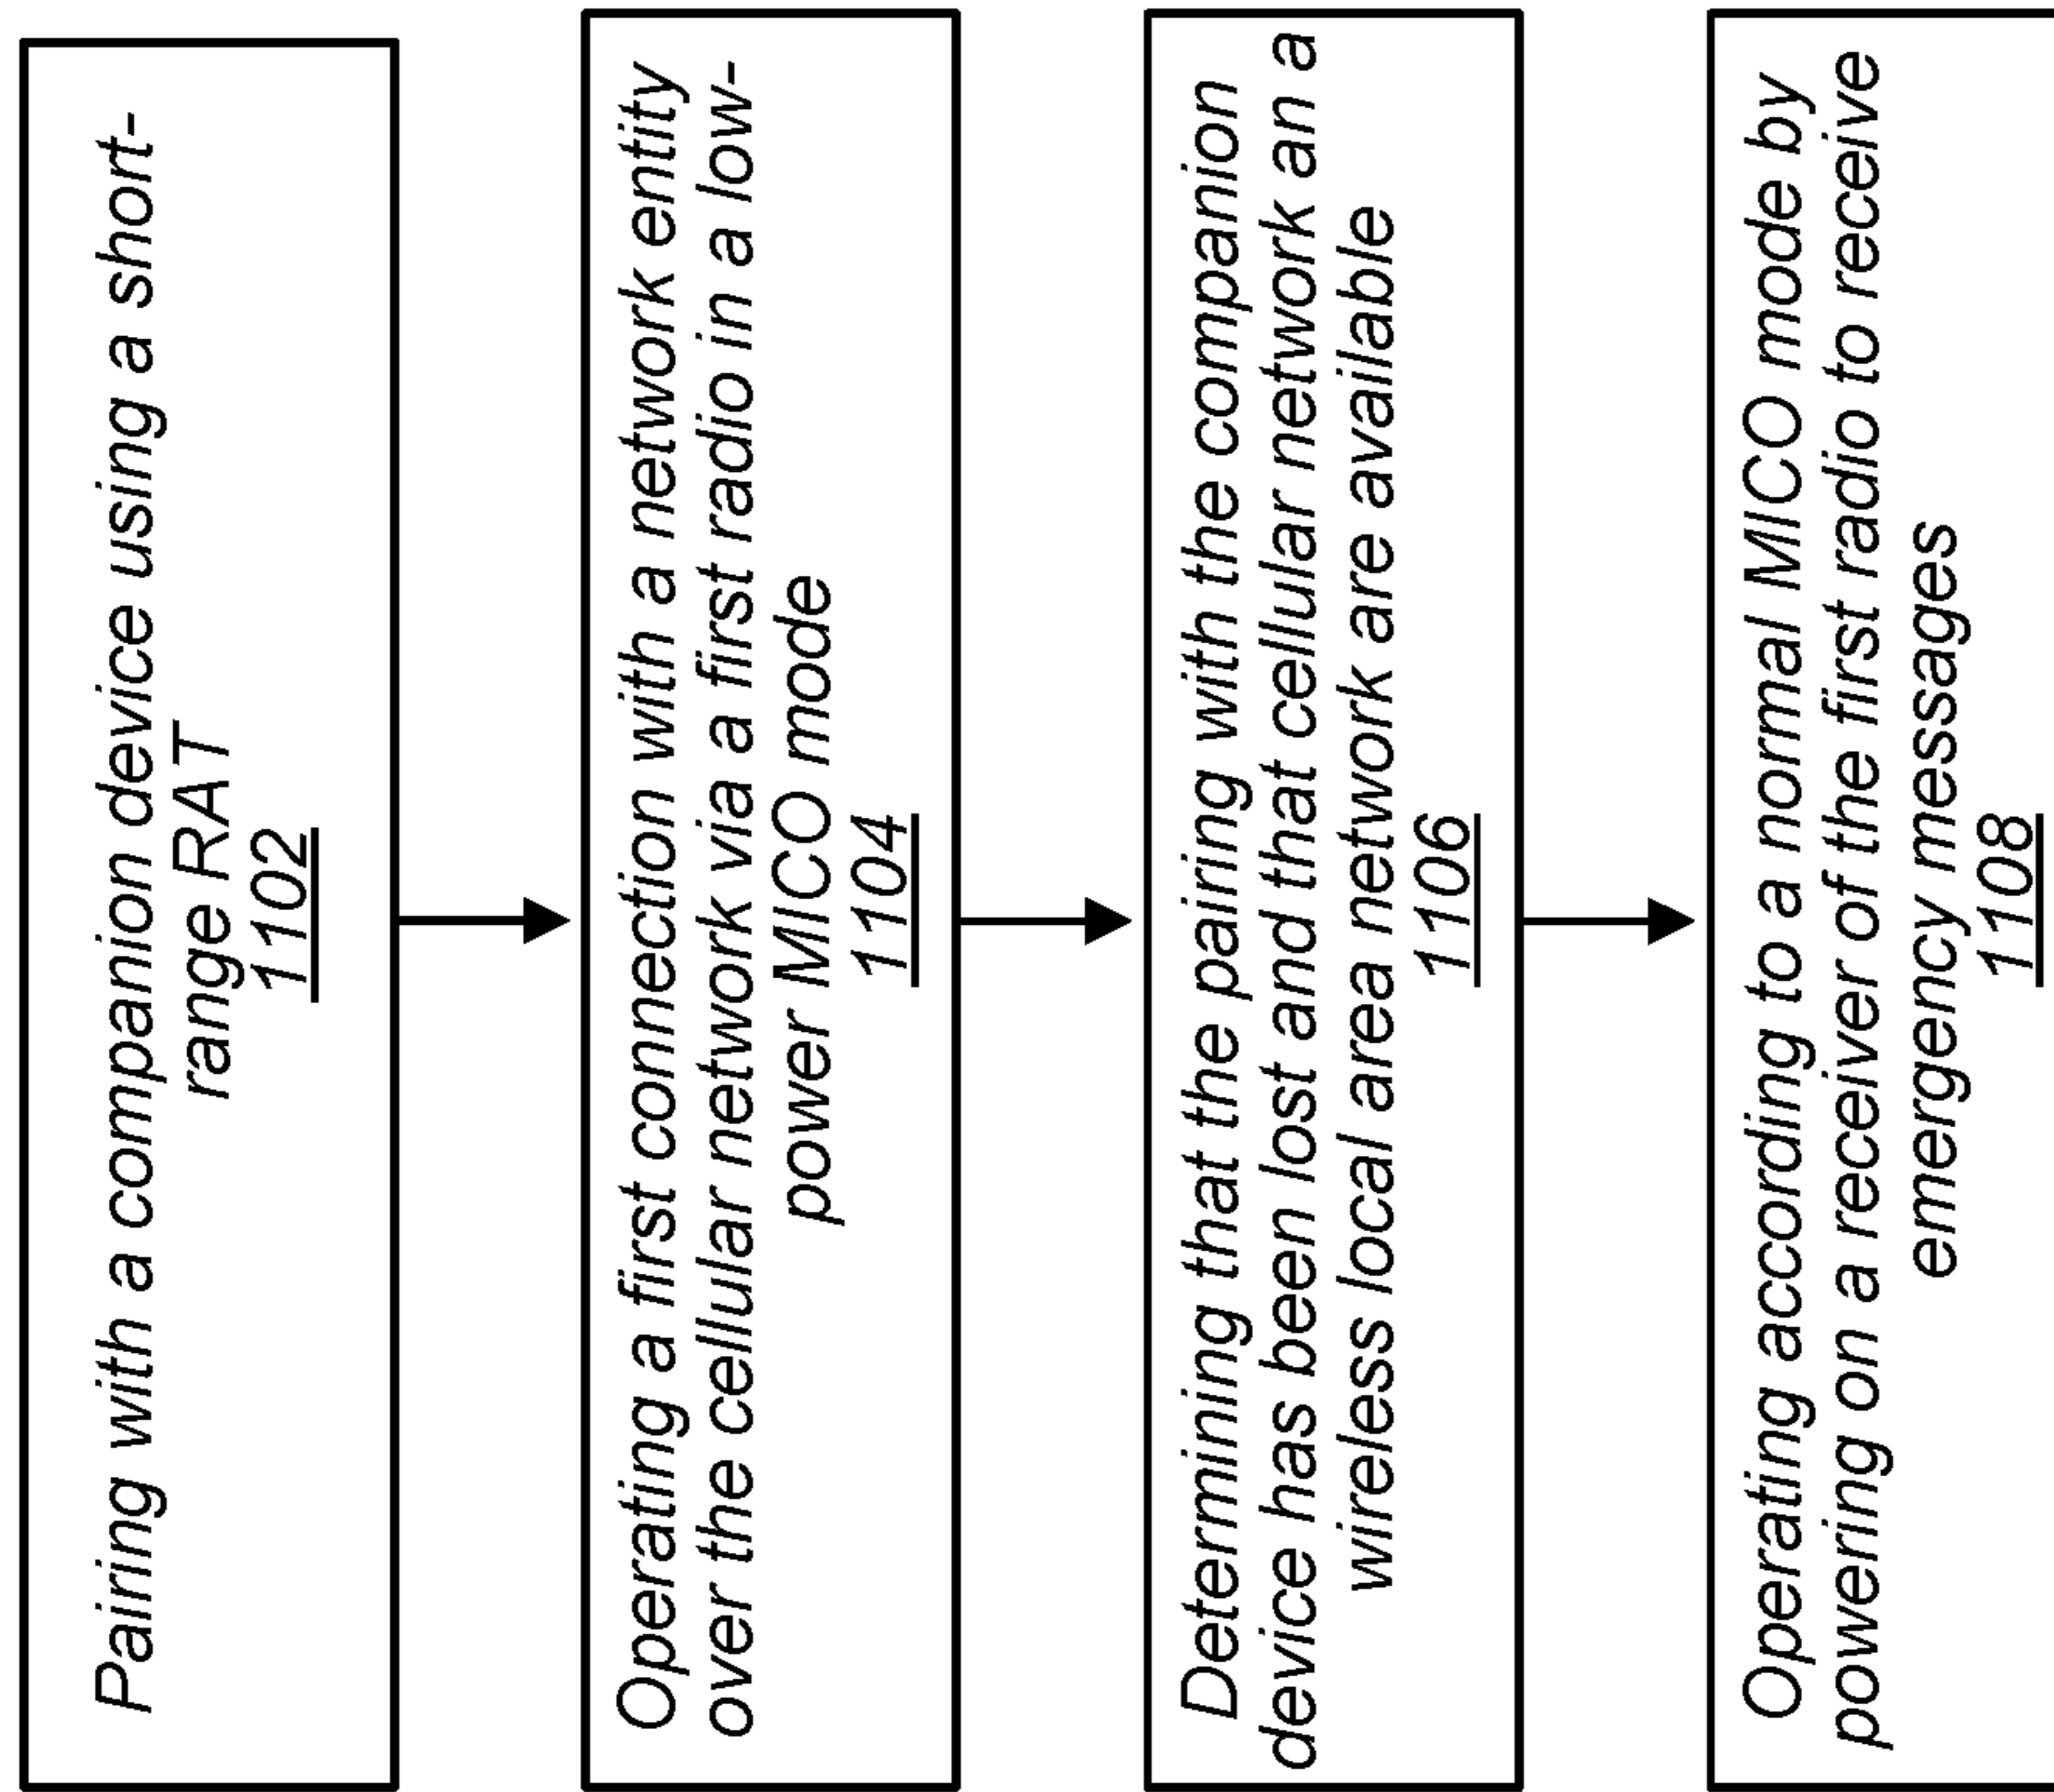 Pairing with a companion device using a short-
range RAT
1102
Operating a first connection with a network entity
over the cellular network via a first radio in a low-
power MICO mode
1104
Determining that the pairing with the companion
device has been lost and that cellular network an a
wireless local area network are available
1106
Operating according to a normal MICO mode by
powering on a receiver of the first radio to receive
emergency messages
1108